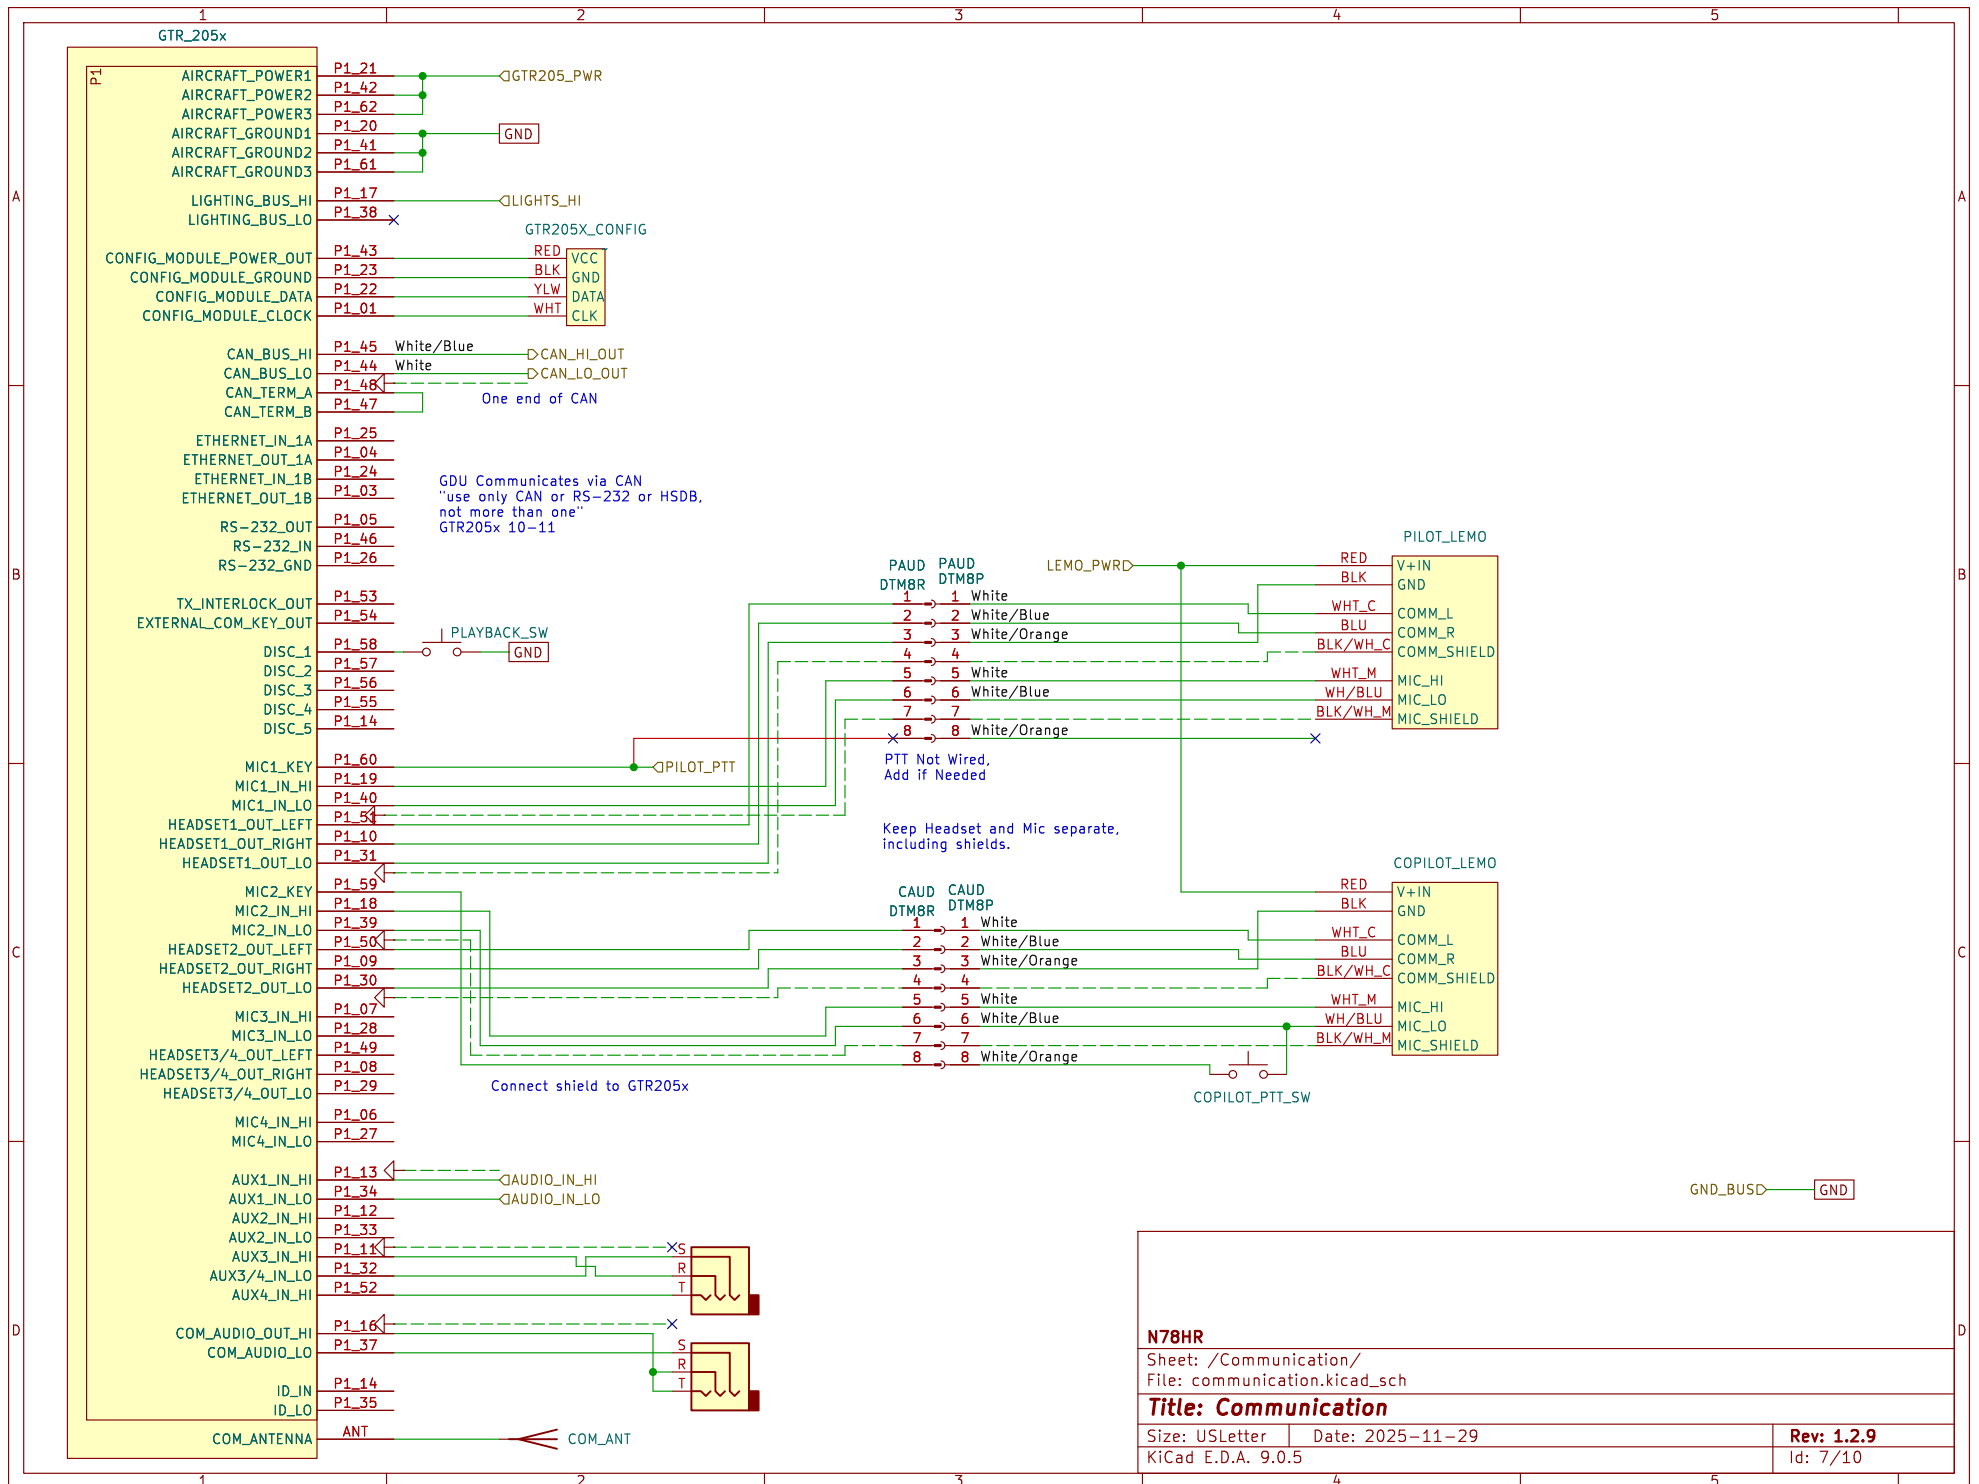 1 2 3 4 5
GTR_205x
P1
AIRCRAFT_POWER1 P1_21 GTR205_PWR
AIRCRAFT_POWER2 P1_42
AIRCRAFT_POWER3 P1_62
AIRCRAFT_GROUND1 P1_20 GND
AIRCRAFT_GROUND2 P1_41
AIRCRAFT_GROUND3 P1_61
A A
LIGHTING_BUS_HI P1_17 LIGHTS_HI
LIGHTING_BUS_LO P1_38
GTR205X_CONFIG
CONFIG_MODULE_POWER_OUT P1_43 RED VCC
CONFIG_MODULE_GROUND P1_23 BLK GND
CONFIG_MODULE_DATA P1_22 YLW DATA
CONFIG_MODULE_CLOCK P1_01 WHT CLK
CAN_BUS_HI P1_45 White/Blue CAN_HI_OUT
CAN_BUS_LO P1_44 White CAN_LO_OUT
CAN_TERM_A P1_48
One end of CAN
CAN_TERM_B P1_47
ETHERNET_IN_1A P1_25
ETHERNET_OUT_1A P1_04
ETHERNET_IN_1B P1_24
ETHERNET_OUT_1B P1_03
GDU Communicates via CAN
"use only CAN or RS-232 or HSDB,
not more than one"
GTR205x 10-11
RS-232_OUT P1_05
RS-232_IN P1_46
RS-232_GND P1_26
B B
TX_INTERLOCK_OUT P1_53
EXTERNAL_COM_KEY_OUT P1_54
PLAYBACK_SW
DISC_1 P1_58 GND
DISC_2 P1_57
DISC_3 P1_56
DISC_4 P1_55
DISC_5 P1_14
PILOT_LEMO
PAUD PAUD
DTM8R DTM8P
LEMO_PWR RED V+IN
BLK GND
1 1 White WHT_C COMM_L
2 2 White/Blue BLU COMM_R
3 3 White/Orange BLK/WH_C COMM_SHIELD
4 4
5 5 White WHT_M MIC_HI
6 6 White/Blue WH/BLU MIC_LO
7 7 BLK/WH_M MIC_SHIELD
8 8 White/Orange
PTT Not Wired,
Add if Needed
MIC1_KEY P1_60 PILOT_PTT
MIC1_IN_HI P1_19
MIC1_IN_LO P1_40
HEADSET1_OUT_LEFT P1_51
HEADSET1_OUT_RIGHT P1_10
HEADSET1_OUT_LO P1_31
Keep Headset and Mic separate,
including shields.
MIC2_KEY P1_59
MIC2_IN_HI P1_18
MIC2_IN_LO P1_39
HEADSET2_OUT_LEFT P1_50
HEADSET2_OUT_RIGHT P1_09
HEADSET2_OUT_LO P1_30
C C
MIC3_IN_HI P1_07
MIC3_IN_LO P1_28
HEADSET3/4_OUT_LEFT P1_49
HEADSET3/4_OUT_RIGHT P1_08
HEADSET3/4_OUT_LO P1_29
Connect shield to GTR205x
COPILOT_LEMO
CAUD CAUD
DTM8R DTM8P
RED V+IN
BLK GND
1 1 White WHT_C COMM_L
2 2 White/Blue BLU COMM_R
3 3 White/Orange BLK/WH_C COMM_SHIELD
4 4
5 5 White WHT_M MIC_HI
6 6 White/Blue WH/BLU MIC_LO
7 7 BLK/WH_M MIC_SHIELD
8 8 White/Orange
COPILOT_PTT_SW
MIC4_IN_HI P1_06
MIC4_IN_LO P1_27
AUX1_IN_HI P1_13 AUDIO_IN_HI
AUX1_IN_LO P1_34 AUDIO_IN_LO
AUX2_IN_HI P1_12
AUX2_IN_LO P1_33
AUX3_IN_HI P1_11 S
AUX3/4_IN_LO P1_32 R
AUX4_IN_HI P1_52 T
D D
COM_AUDIO_OUT_HI P1_16
COM_AUDIO_LO P1_37 S
R
T
ID_IN P1_14
ID_LO P1_35
COM_ANTENNA ANT COM_ANT
GND_BUS GND
N78HR
Sheet: /Communication/
File: communication.kicad_sch
Title: Communication
Size: USLetter Date: 2025-11-29 Rev: 1.2.9
KiCad E.D.A. 9.0.5 Id: 7/10
1 2 3 4 5